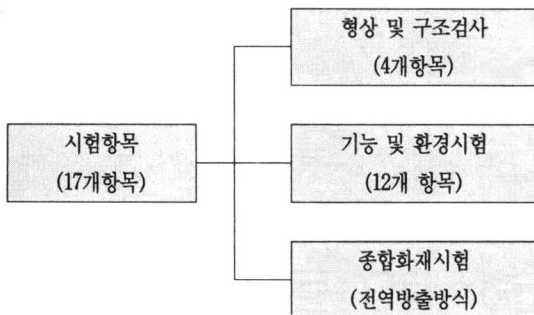 형상 및 구조검사
(4개항목)
시험항목
(17개항목)
기능 및 환경시험
(12개 항목)
종합화재시험
(전역방출방식)